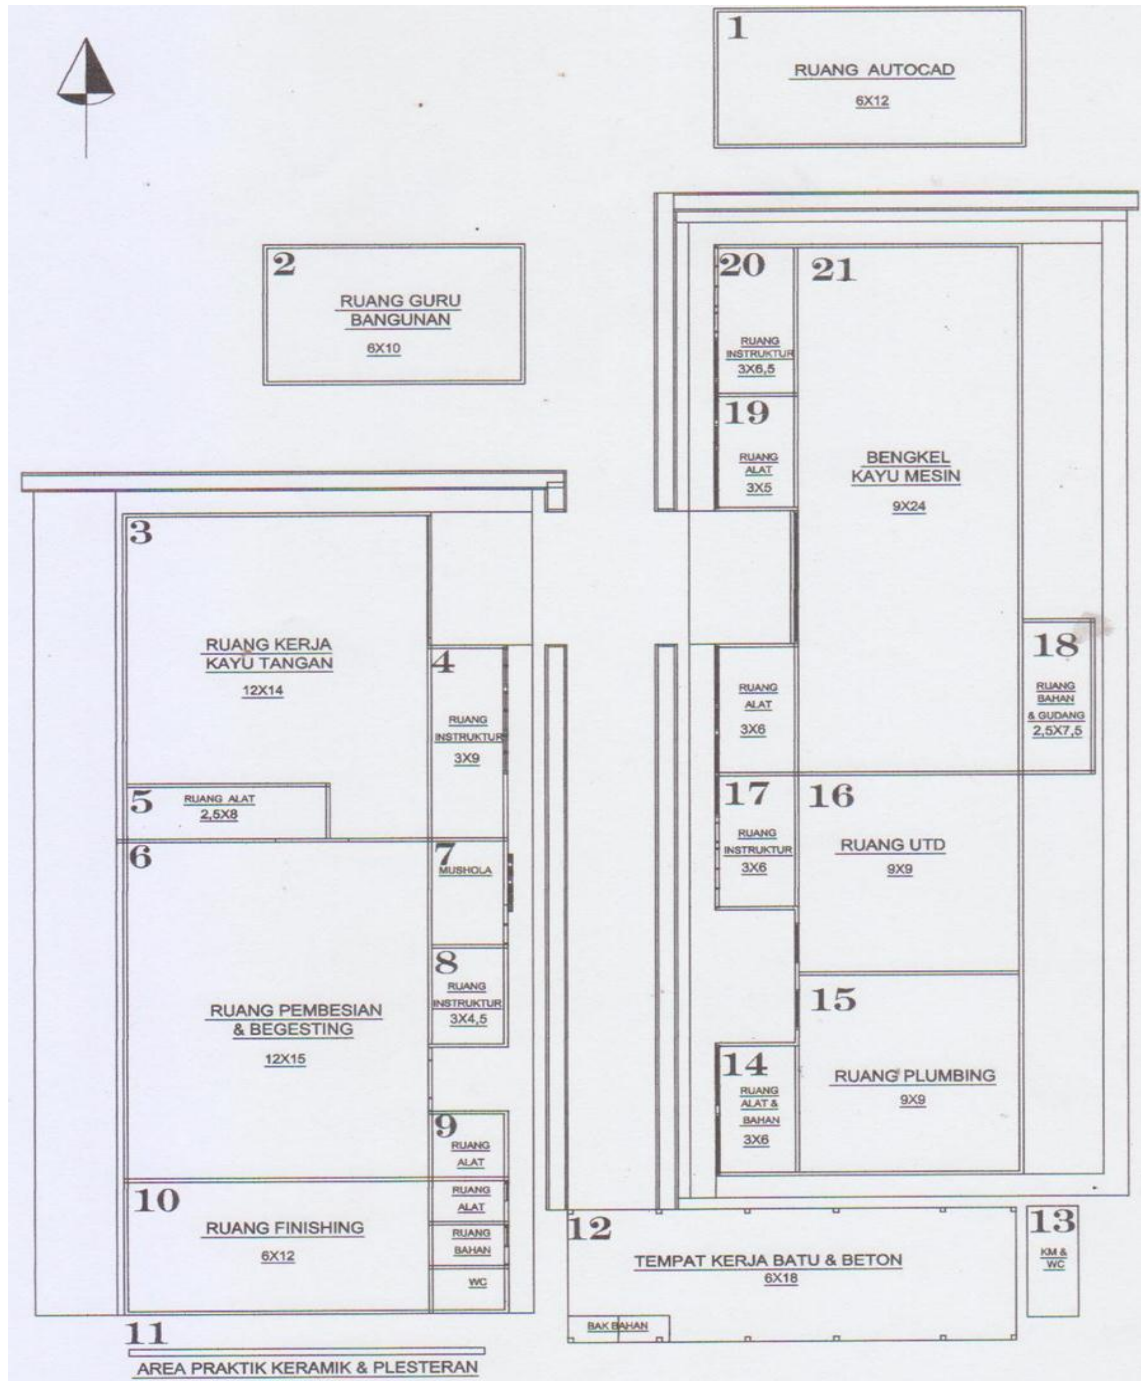 1
RUANG AUTOCAD
6X12
2
RUANG GURU
BANGUNAN
6X10
20
RUANG
INSTRUKTUR
3X6,5
21
BENGKEL
KAYU MESIN
9X24
19
RUANG
ALAT
3X5
3
RUANG KERJA
KAYU TANGAN
12X14
4
RUANG
INSTRUKTUR
3X9
RUANG
ALAT
3X6
18
RUANG
BAHAN
& GUDANG
2,5X7,5
5
RUANG ALAT
2,5X8
17
RUANG
INSTRUKTUR
3X6
16
RUANG UTD
9X9
6
RUANG PEMBESIAN
& BEGESTING
12X15
7
MUSHOLA
8
RUANG
INSTRUKTUR
3X4,5
15
RUANG PLUMBING
9X9
14
RUANG
ALAT &
BAHAN
3X6
9
RUANG
ALAT
10
RUANG FINISHING
6X12
RUANG
ALAT
RUANG
BAHAN
WC
12
TEMPAT KERJA BATU & BETON
6X18
BAK BAHAN
13
KM &
WC
11
AREA PRAKTIK KERAMIK & PLESTERAN